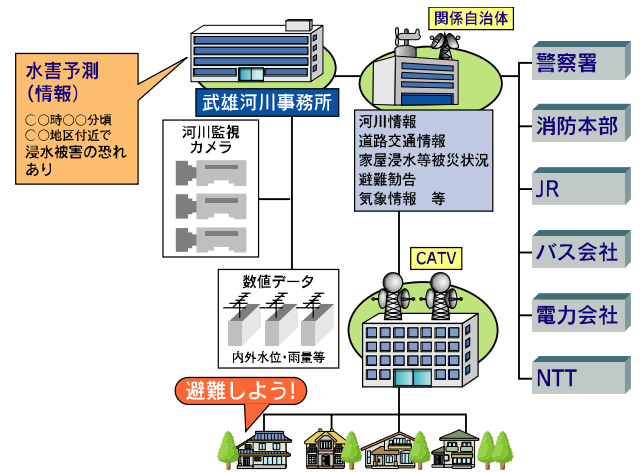 関係自治体
水害予測
(情報)
○○時○○分頃
○○地区付近で
浸水被害の恐れ
あり
武雄河川事務所
河川監視
カメラ
数値データ
内外水位・雨量等
河川情報
道路交通情報
家屋浸水等被災状況
避難勧告
気象情報 等
CATV
避難しよう!
警察署
消防本部
JR
バス会社
電力会社
NTT